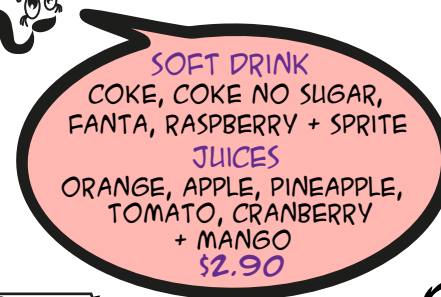 SOFT DRINK
COKE, COKE NO SUGAR,
FANTA, RASPBERRY + SPRITE
JUICES
ORANGE, APPLE, PINEAPPLE,
TOMATO, CRANBERRY
+ MANGO
$2.90